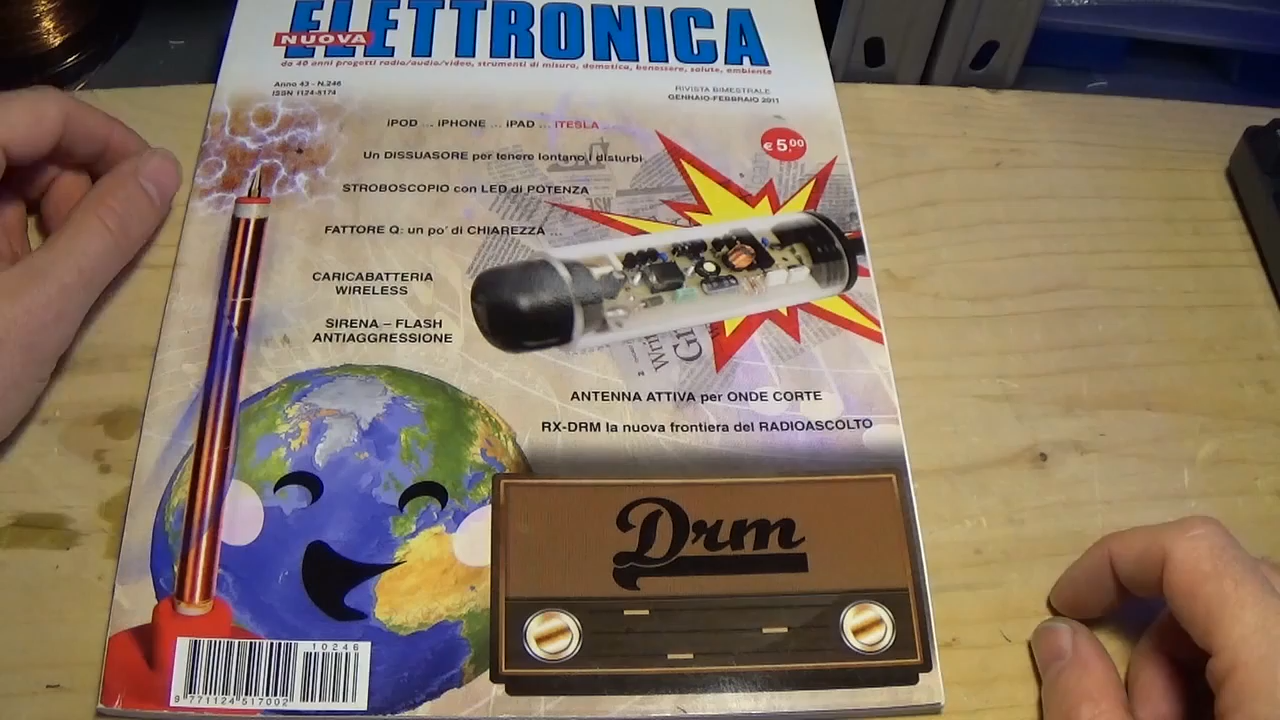 ELETTRONICA
NUOVA
da 40 anni progetti radio/audio/video, strumenti di misura, domotica, benessere, salute, ambiente
Anno 43 - N.246
ISSN 1124-5174
RIVISTA BIMESTRALE
GENNAIO-FEBBRAIO 2011
iPOD ... iPHONE ... iPAD ... iTESLA
€ 5,00
Un DISSUASORE per tenere lontano i disturbi
STROBOSCOPIO con LED di POTENZA
FATTORE Q: un po' di CHIAREZZA ...
CARICABATTERIA
WIRELESS
SIRENA – FLASH
ANTIAGGRESSIONE
ANTENNA ATTIVA per ONDE CORTE
RX-DRM la nuova frontiera del RADIOASCOLTO
Drm
10246
9 771124 517002